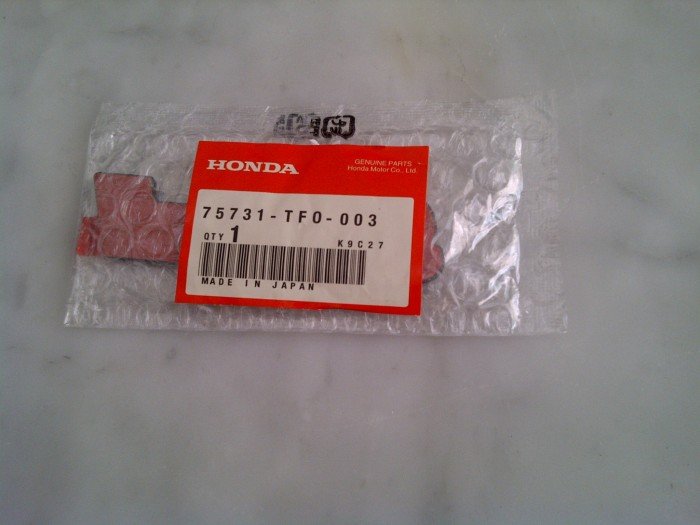 HONDA
GENUINE PARTS
Honda Motor Co., Ltd.
75731-TF0-003
QTY 1
K9C27
MADE IN JAPAN